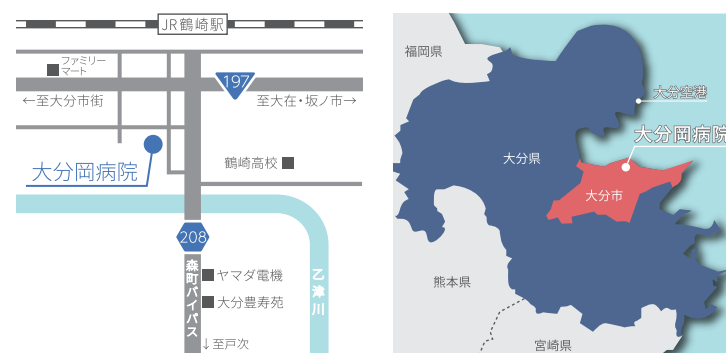 JR鶴崎駅
ファミリー
マート
197
←至大分市街
至大在・坂ノ市→
大分岡病院
鶴崎高校
208
森町バイパス
ヤマダ電機
大分豊寿苑
乙津川
↓至戸次
福岡県
大分空港
大分岡病院
大分県
大分市
熊本県
宮崎県